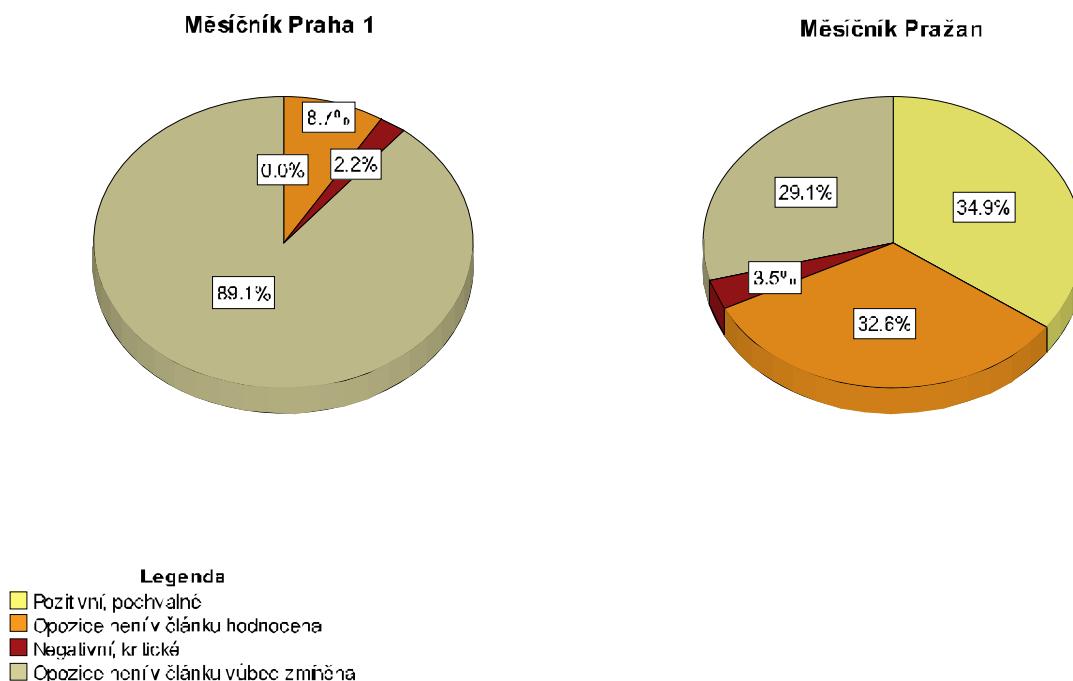 Měsíčník Praha 1
Měsíčník Pražan
8.7%
0.0%
2.2%
89.1%
29.1%
34.9%
3.5%
32.6%
Legenda
Pozitivní, pochvalné
Opozice není v článku hodnocena
Negativní, kritické
Opozice není v článku vůbec zmíněna